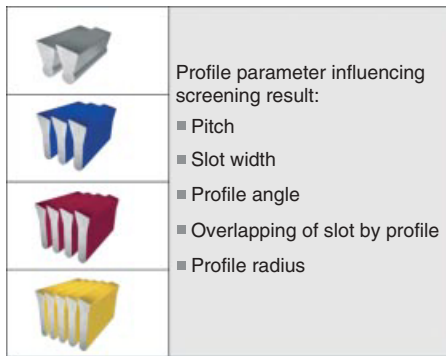 Profile parameter influencing
screening result:
■ Pitch
■ Slot width
■ Profile angle
■ Overlapping of slot by profile
■ Profile radius